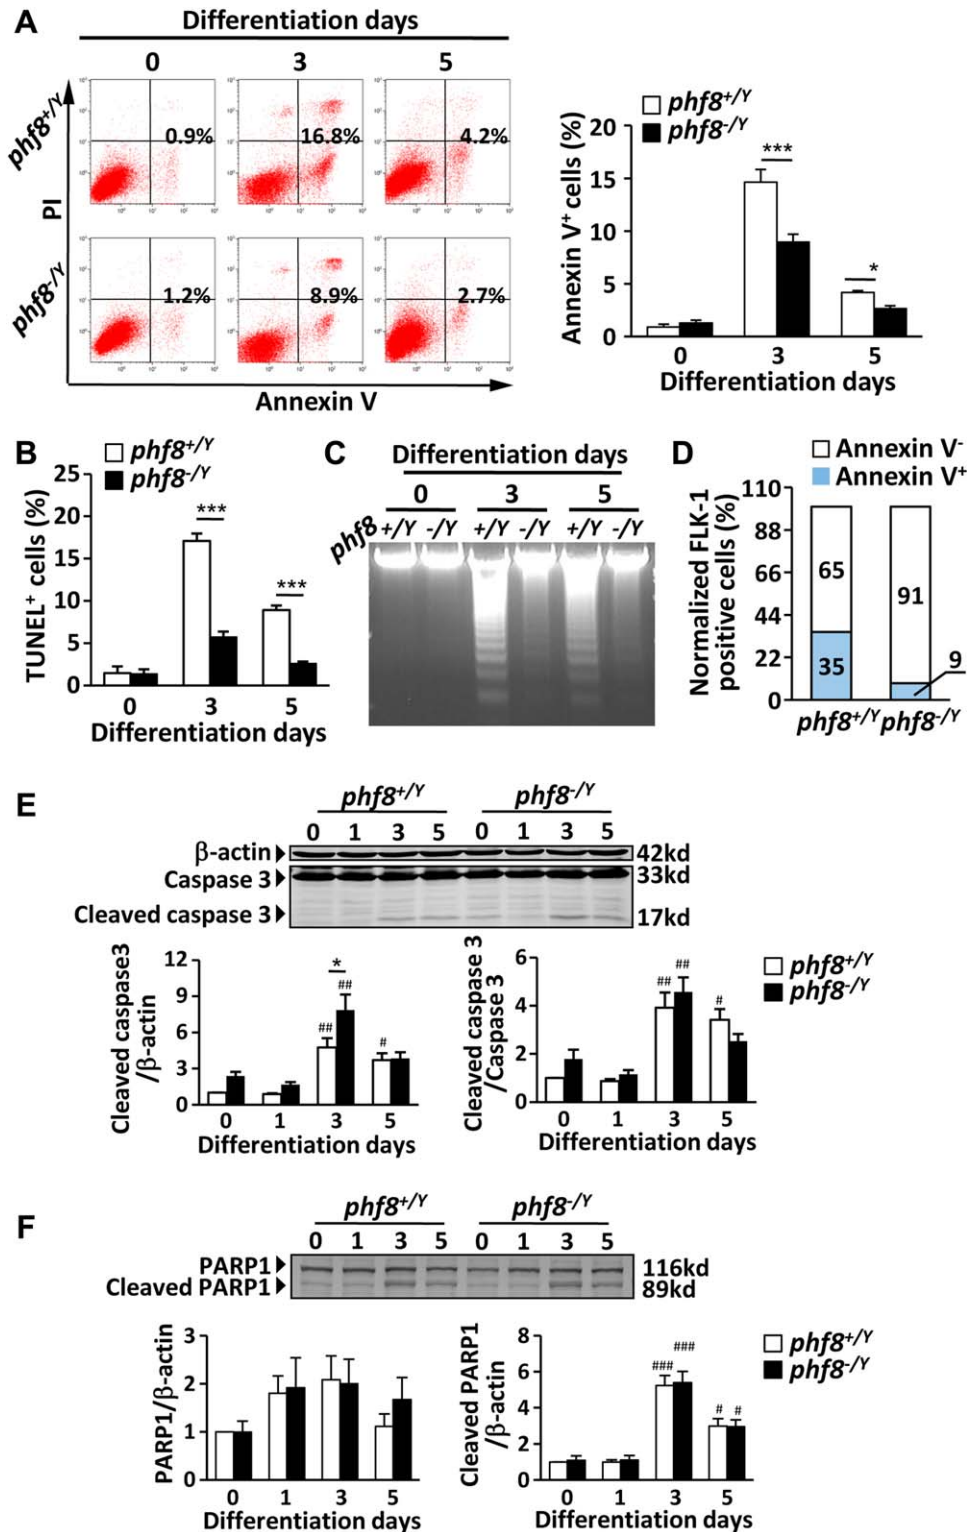 A
Differentiation days
0 3 5
phf8+/Y
0.9% 16.8% 4.2%
PI
phf8-/Y
1.2% 8.9% 2.7%
Annexin V
phf8+/Y
phf8-/Y
Annexin V+ cells (%)
20
15
10
5
0
***
*
0 3 5
Differentiation days
B
phf8+/Y
phf8-/Y
TUNEL+ cells (%)
25
20
15
10
5
0
***
***
0 3 5
Differentiation days
C
Differentiation days
0 3 5
phf8 +/Y -/Y +/Y -/Y +/Y -/Y
D
Annexin V-
Annexin V+
Normalized FLK-1
positive cells (%)
110
88
66
44
22
0
65
35
91
9
phf8+/Y phf8-/Y
E
phf8+/Y phf8-/Y
0 1 3 5 0 1 3 5
β-actin 42kd
Caspase 3 33kd
Cleaved caspase 3 17kd
Cleaved caspase3
/β-actin
12
9
6
3
0
*
## ##
#
0 1 3 5
Differentiation days
Cleaved caspase 3
/Caspase 3
6
4
2
0
## ##
#
0 1 3 5
Differentiation days
phf8+/Y
phf8-/Y
F
phf8+/Y phf8-/Y
0 1 3 5 0 1 3 5
PARP1 116kd
Cleaved PARP1 89kd
PARP1/β-actin
3
2
1
0
0 1 3 5
Differentiation days
Cleaved PARP1
/β-actin
8
6
4
2
0
### ###
# #
0 1 3 5
Differentiation days
phf8+/Y
phf8-/Y